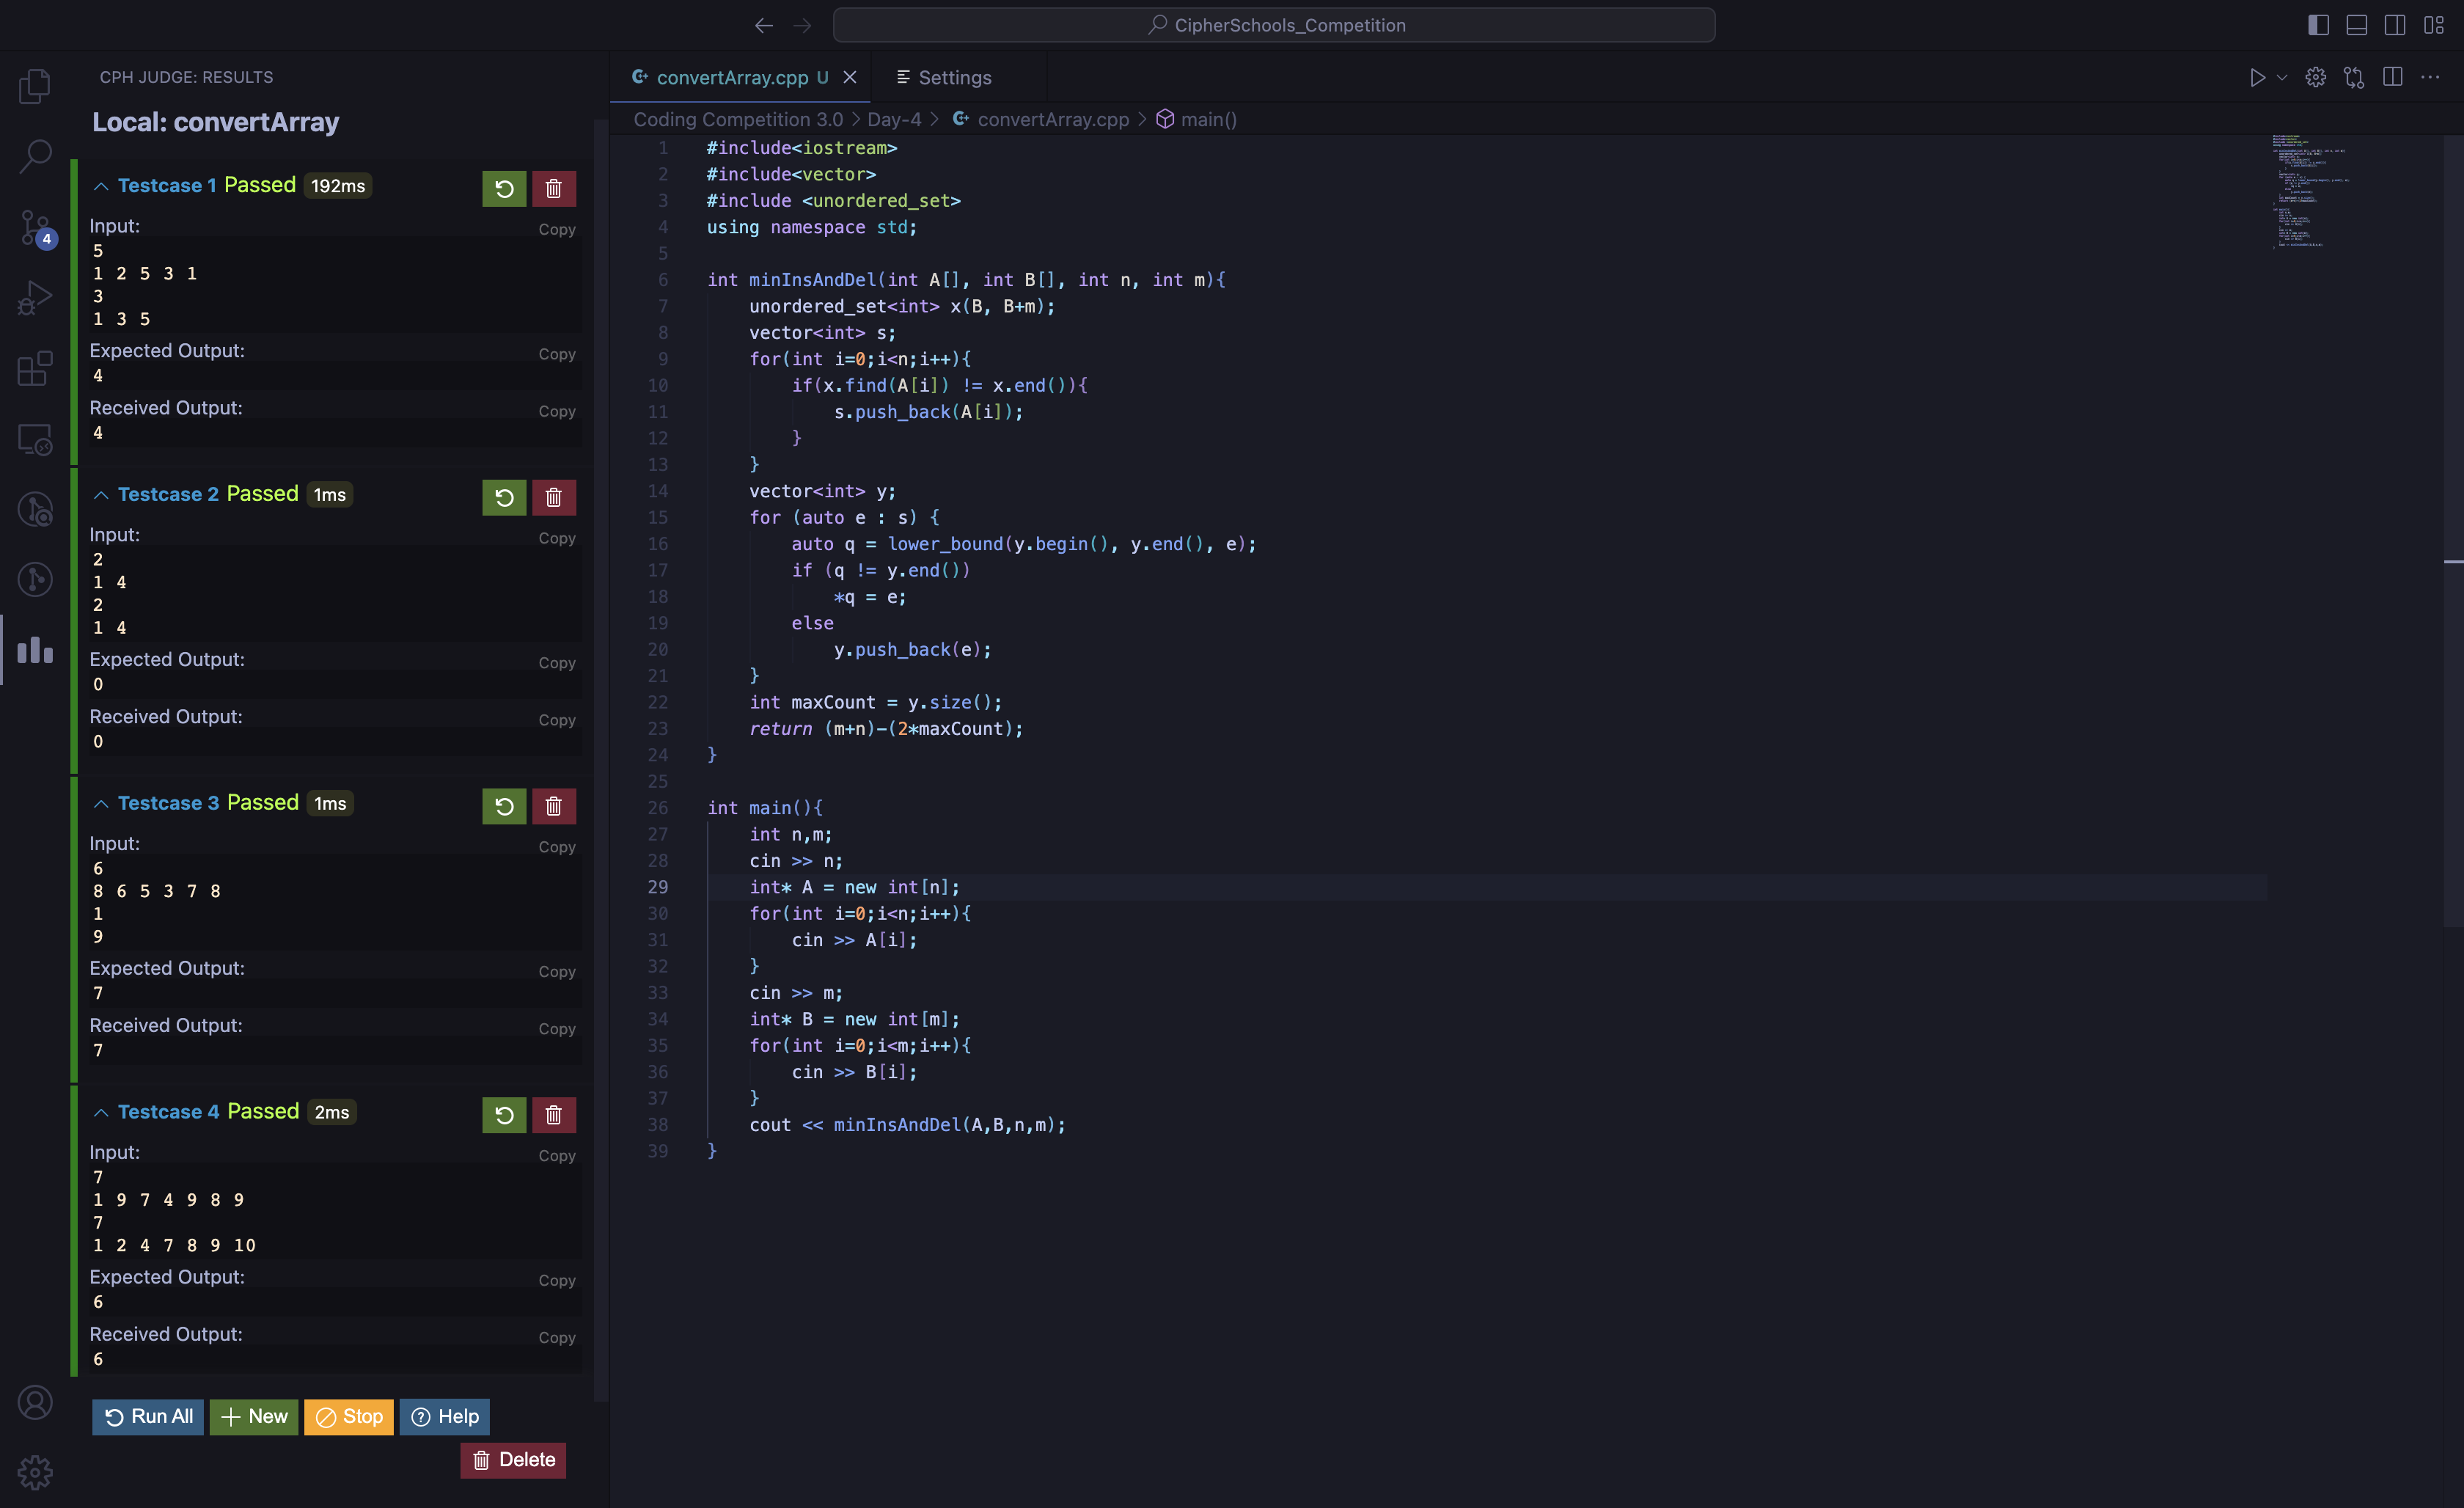 CipherSchools_Competition
CPH JUDGE: RESULTS
Local: convertArray
Testcase 1 Passed 192ms
Input:
Copy
5
1 2 5 3 1
3
1 3 5
Expected Output:
Copy
4
Received Output:
Copy
4
Testcase 2 Passed 1ms
Input:
Copy
2
1 4
2
1 4
Expected Output:
Copy
0
Received Output:
Copy
0
Testcase 3 Passed 1ms
Input:
Copy
6
8 6 5 3 7 8
1
9
Expected Output:
Copy
7
Received Output:
Copy
7
Testcase 4 Passed 2ms
Input:
Copy
7
1 9 7 4 9 8 9
7
1 2 4 7 8 9 10
Expected Output:
Copy
6
Received Output:
Copy
6
Run All
New
Stop
Help
Delete
4
convertArray.cpp U
Settings
Coding Competition 3.0 > Day-4 > convertArray.cpp > main()
1 #include<iostream>
2 #include<vector>
3 #include <unordered_set>
4 using namespace std;
5
6 int minInsAndDel(int A[], int B[], int n, int m){
7 unordered_set<int> x(B, B+m);
8 vector<int> s;
9 for(int i=0;i<n;i++){
10 if(x.find(A[i]) != x.end()){
11 s.push_back(A[i]);
12 }
13 }
14 vector<int> y;
15 for (auto e : s) {
16 auto q = lower_bound(y.begin(), y.end(), e);
17 if (q != y.end())
18 *q = e;
19 else
20 y.push_back(e);
21 }
22 int maxCount = y.size();
23 return (m+n)-(2*maxCount);
24 }
25
26 int main(){
27 int n,m;
28 cin >> n;
29 int* A = new int[n];
30 for(int i=0;i<n;i++){
31 cin >> A[i];
32 }
33 cin >> m;
34 int* B = new int[m];
35 for(int i=0;i<m;i++){
36 cin >> B[i];
37 }
38 cout << minInsAndDel(A,B,n,m);
39 }